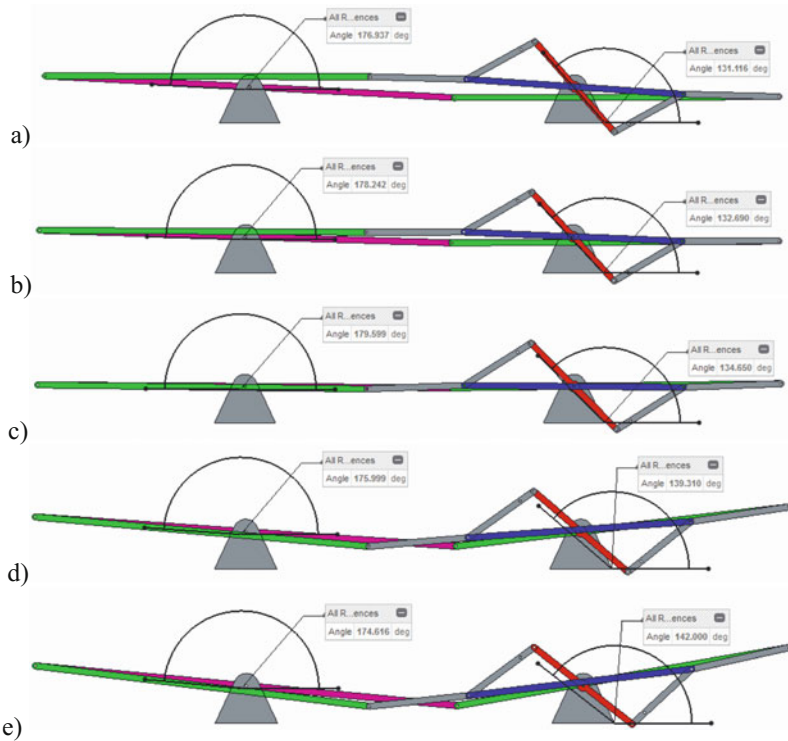 All R...ences
Angle 176.937 deg
All R...ences
Angle 131.116 deg
a)
All R...ences
Angle 178.242 deg
All R...ences
Angle 132.690 deg
b)
All R...ences
Angle 179.599 deg
All R...ences
Angle 134.650 deg
c)
All R...ences
Angle 175.999 deg
All R...ences
Angle 139.310 deg
d)
All R...ences
Angle 174.616 deg
All R...ences
Angle 142.000 deg
e)